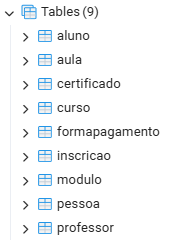 Tables (9)
aluno
aula
certificado
curso
formapagamento
inscricao
modulo
pessoa
professor